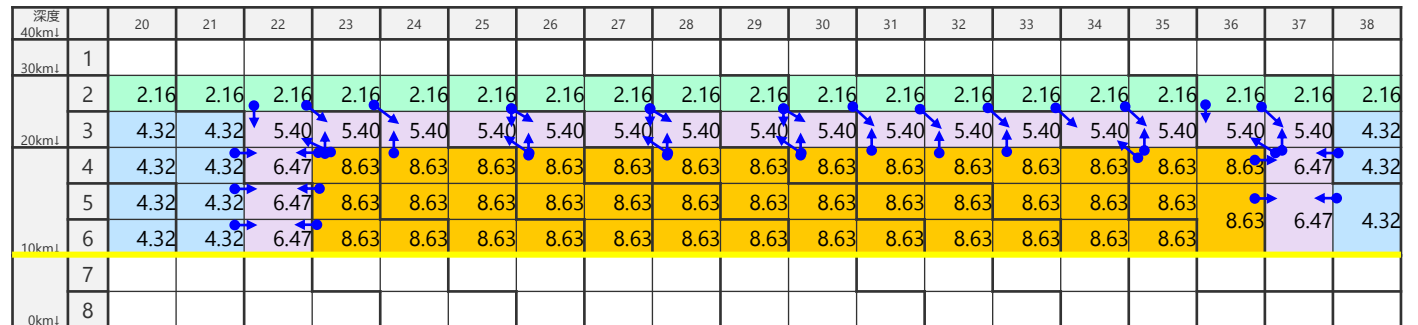 深度 20 21 22 23 24 25 26 27 28 29 30 31 32 33 34 35 36 37 38
40km↓
1
30km↓
2 2.16 2.16 2.16 2.16 2.16 2.16 2.16 2.16 2.16 2.16 2.16 2.16 2.16 2.16 2.16 2.16 2.16 2.16 2.16
3 4.32 4.32 5.40 5.40 5.40 5.40 5.40 5.40 5.40 5.40 5.40 5.40 5.40 5.40 5.40 5.40 5.40 5.40 4.32
20km↓
4 4.32 4.32 6.47 8.63 8.63 8.63 8.63 8.63 8.63 8.63 8.63 8.63 8.63 8.63 8.63 8.63 8.63 6.47 4.32
5 4.32 4.32 6.47 8.63 8.63 8.63 8.63 8.63 8.63 8.63 8.63 8.63 8.63 8.63 8.63 8.63 8.63 6.47 4.32
6 4.32 4.32 6.47 8.63 8.63 8.63 8.63 8.63 8.63 8.63 8.63 8.63 8.63 8.63 8.63 8.63
10km↓
7
8
0km↓